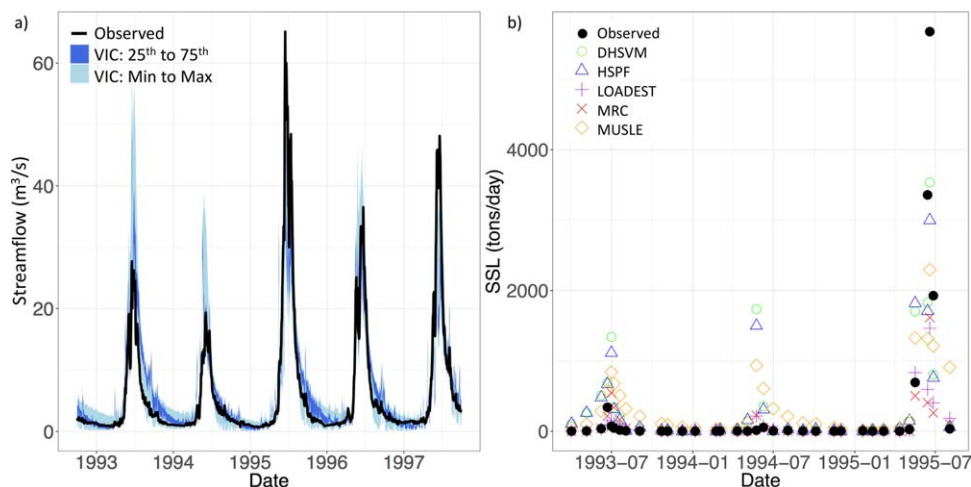 a)
Observed
VIC: 25th to 75th
VIC: Min to Max
60
40
20
0
Streamflow (m³/s)
1993
1994
1995
1996
1997
Date
b)
Observed
DHSVM
HSPF
LOADEST
MRC
MUSLE
4000
2000
0
SSL (tons/day)
1993-07
1994-01
1994-07
1995-01
1995-07
Date